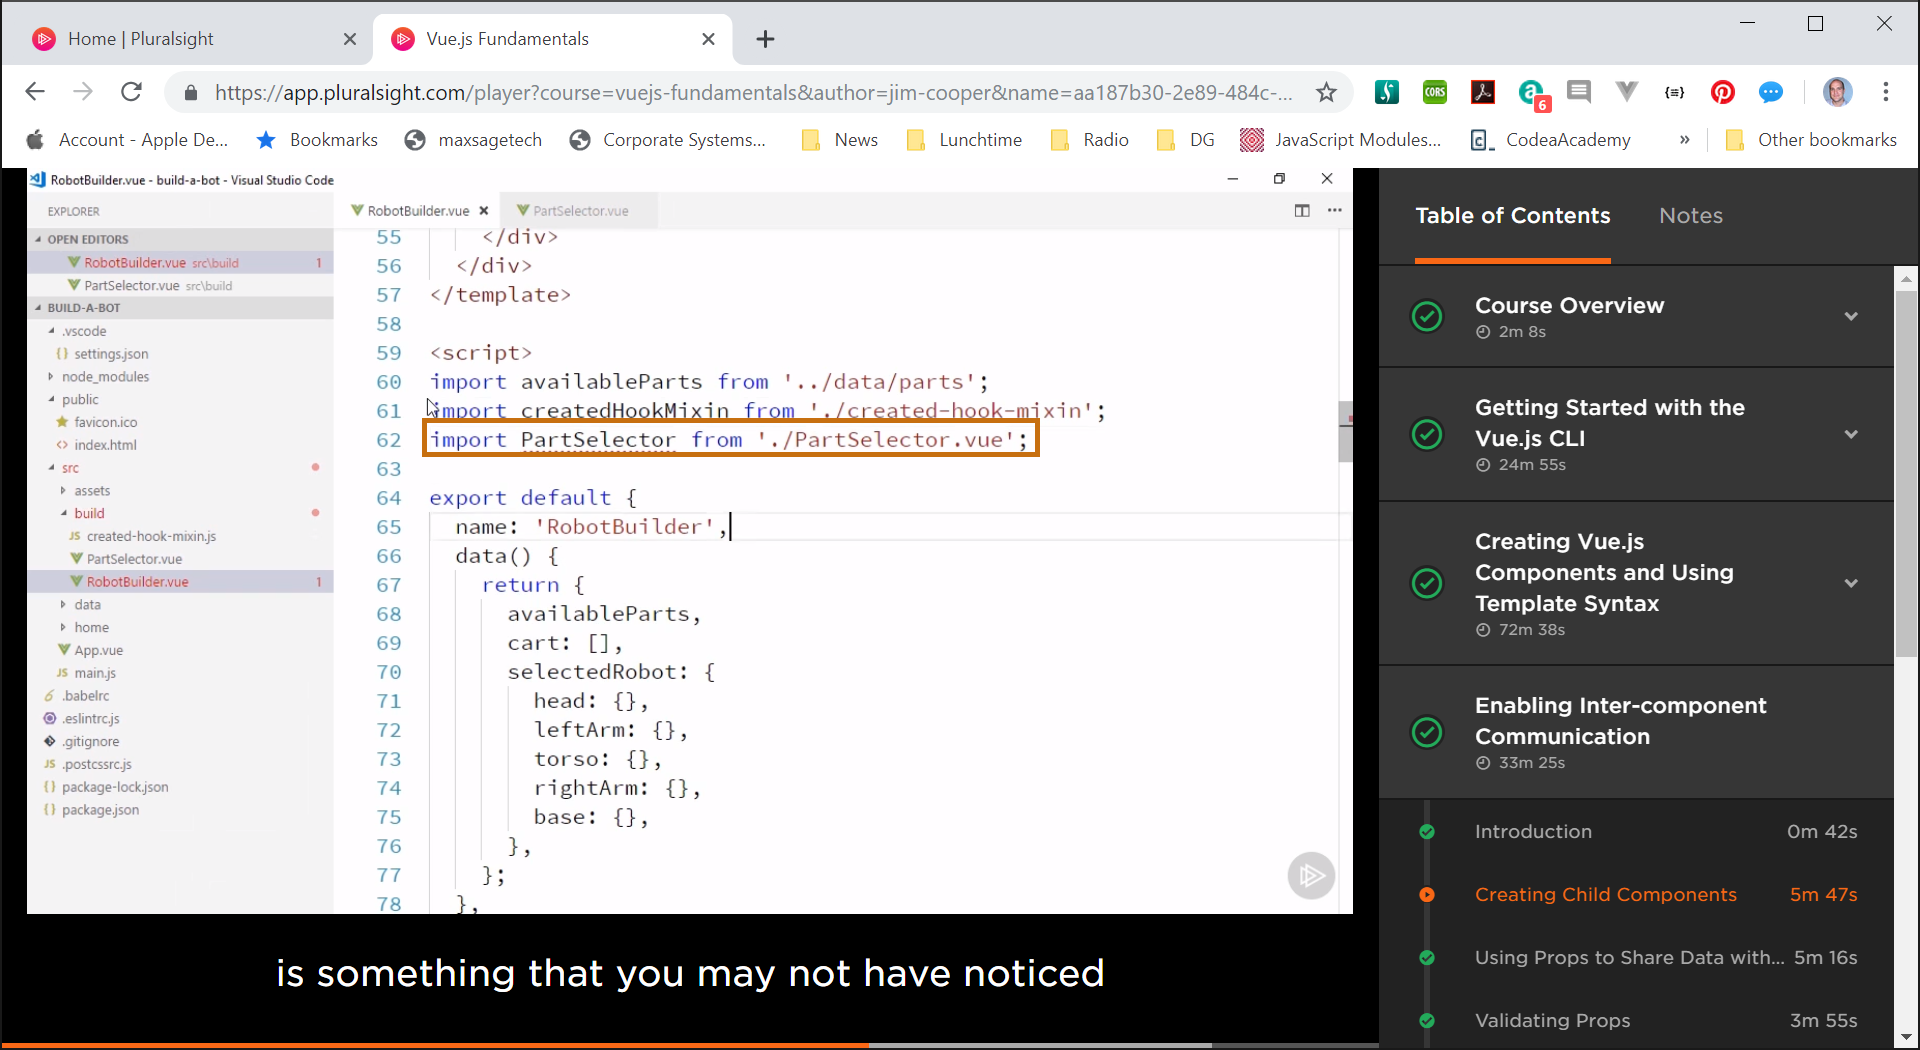 Home | Pluralsight
Vue.js Fundamentals
https://app.pluralsight.com/player?course=vuejs-fundamentals&author=jim-cooper&name=aa187b30-2e89-484c-...
CORS
6
{≡}
Account - Apple De...
Bookmarks
maxsagetech
Corporate Systems...
News
Lunchtime
Radio
DG
JavaScript Modules...
CodeaAcademy
»
Other bookmarks
RobotBuilder.vue - build-a-bot - Visual Studio Code
EXPLORER
OPEN EDITORS
RobotBuilder.vue src\build 1
PartSelector.vue src\build
BUILD-A-BOT
.vscode
{} settings.json
node_modules
public
favicon.ico
<> index.html
src
assets
build
JS created-hook-mixin.js
PartSelector.vue
RobotBuilder.vue 1
data
home
App.vue
JS main.js
.babelrc
.eslintrc.js
.gitignore
JS .postcssrc.js
{} package-lock.json
{} package.json
RobotBuilder.vue
PartSelector.vue
55 </div>
56 </div>
57 </template>
58
59 <script>
60 import availableParts from '../data/parts';
61 import createdHookMixin from './created-hook-mixin';
62 import PartSelector from './PartSelector.vue';
63
64 export default {
65 name: 'RobotBuilder',
66 data() {
67 return {
68 availableParts,
69 cart: [],
70 selectedRobot: {
71 head: {},
72 leftArm: {},
73 torso: {},
74 rightArm: {},
75 base: {},
76 },
77 };
78 },
is something that you may not have noticed
Table of Contents
Notes
Course Overview
2m 8s
Getting Started with the
Vue.js CLI
24m 55s
Creating Vue.js
Components and Using
Template Syntax
72m 38s
Enabling Inter-component
Communication
33m 25s
Introduction 0m 42s
Creating Child Components 5m 47s
Using Props to Share Data with... 5m 16s
Validating Props 3m 55s